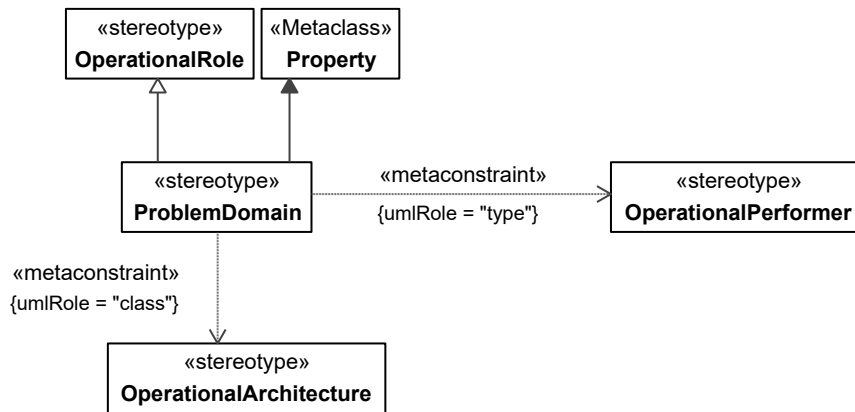 «stereotype»
OperationalRole
«Metaclass»
Property
«stereotype»
ProblemDomain
«metaconstraint»
{umlRole = "type"}
«stereotype»
OperationalPerformer
«metaconstraint»
{umlRole = "class"}
«stereotype»
OperationalArchitecture